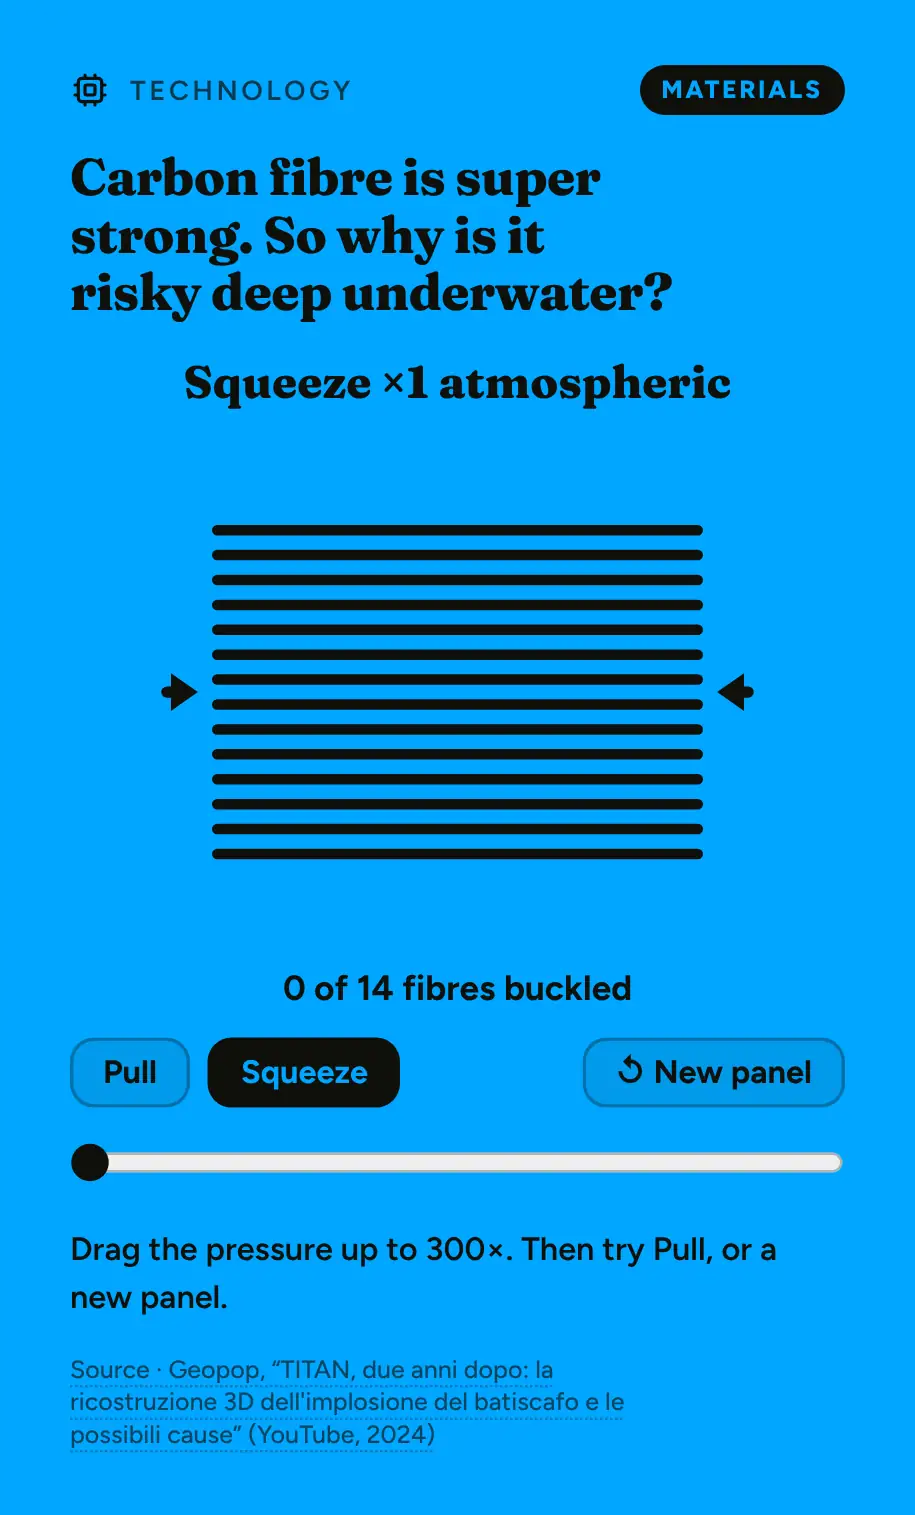 TECHNOLOGY
MATERIALS
Carbon fibre is super
strong. So why is it
risky deep underwater?
Squeeze ×1 atmospheric
0 of 14 fibres buckled
Pull
Squeeze
New panel
Drag the pressure up to 300×. Then try Pull, or a
new panel.
Source · Geopop, “TITAN, due anni dopo: la
ricostruzione 3D dell'implosione del batiscafo e le
possibili cause” (YouTube, 2024)